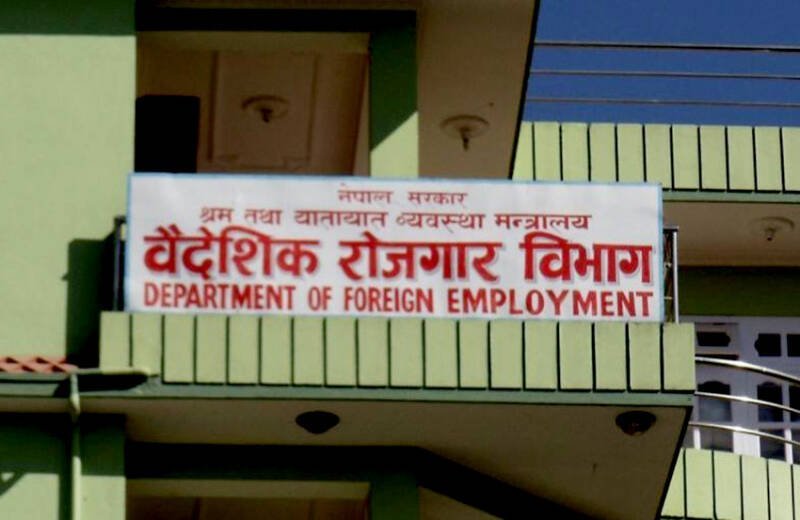 नेपाल सरकार
श्रम तथा यातायात व्यवस्था मन्त्रालय
वैदेशिक रोजगार विभाग
DEPARTMENT OF FOREIGN EMPLOYMENT